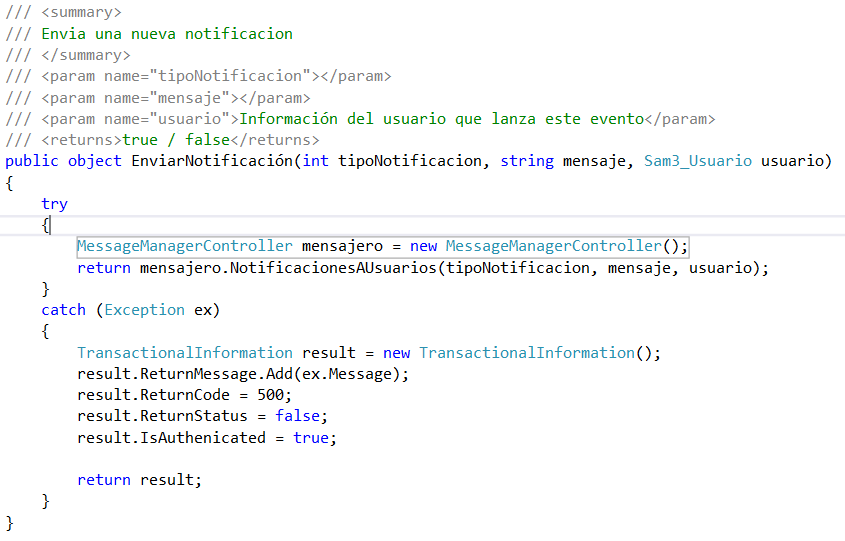 /// <summary>
/// Envia una nueva notificacion
/// </summary>
/// <param name="tipoNotificacion"></param>
/// <param name="mensaje"></param>
/// <param name="usuario">Información del usuario que lanza este evento</param>
/// <returns>true / false</returns>
public object EnviarNotificación(int tipoNotificacion, string mensaje, Sam3_Usuario usuario)
{
    try
    {
        MessageManagerController mensajero = new MessageManagerController();
        return mensajero.NotificacionesAUsuarios(tipoNotificacion, mensaje, usuario);
    }
    catch (Exception ex)
    {
        TransactionalInformation result = new TransactionalInformation();
        result.ReturnMessage.Add(ex.Message);
        result.ReturnCode = 500;
        result.ReturnStatus = false;
        result.IsAuthenicated = true;

        return result;
    }
}